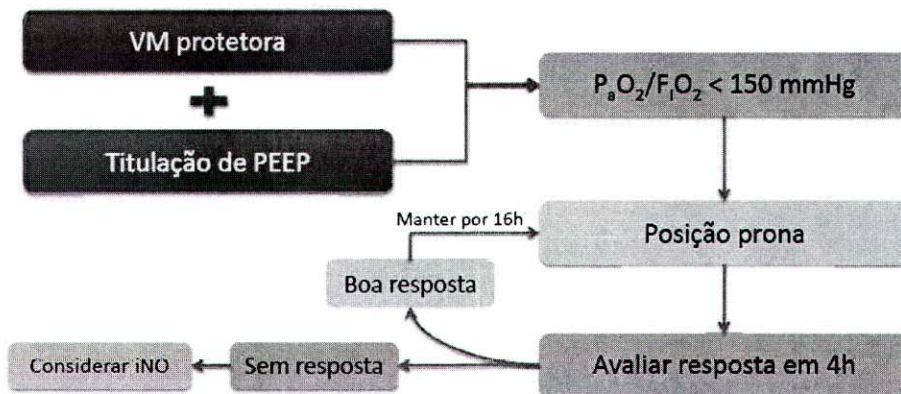 VM protetora
Titulação de PEEP
PaO2/FIO2 < 150 mmHg
Manter por 16h
Posição prona
Boa resposta
Considerar iNO
Sem resposta
Avaliar resposta em 4h